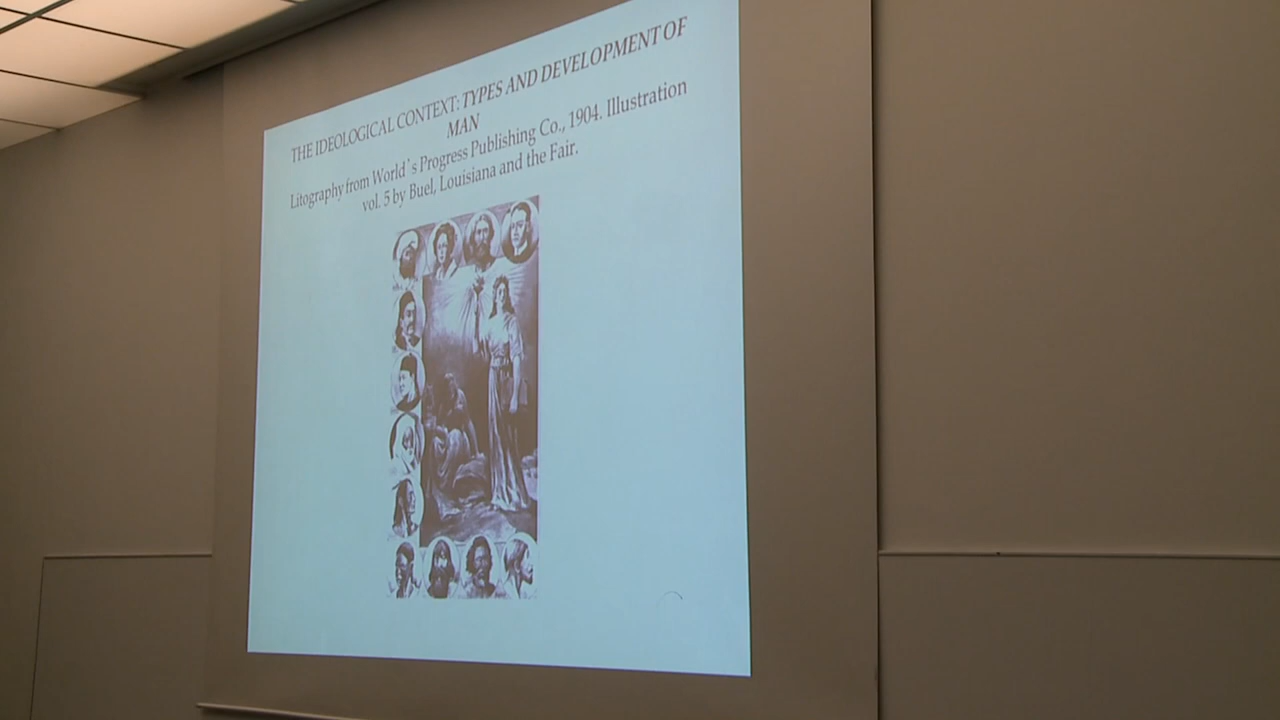 THE IDEOLOGICAL CONTEXT: TYPES AND DEVELOPMENT OF
MAN
Litography from World`s Progress Publishing Co., 1904. Illustration
vol. 5 by Buel, Louisiana and the Fair.